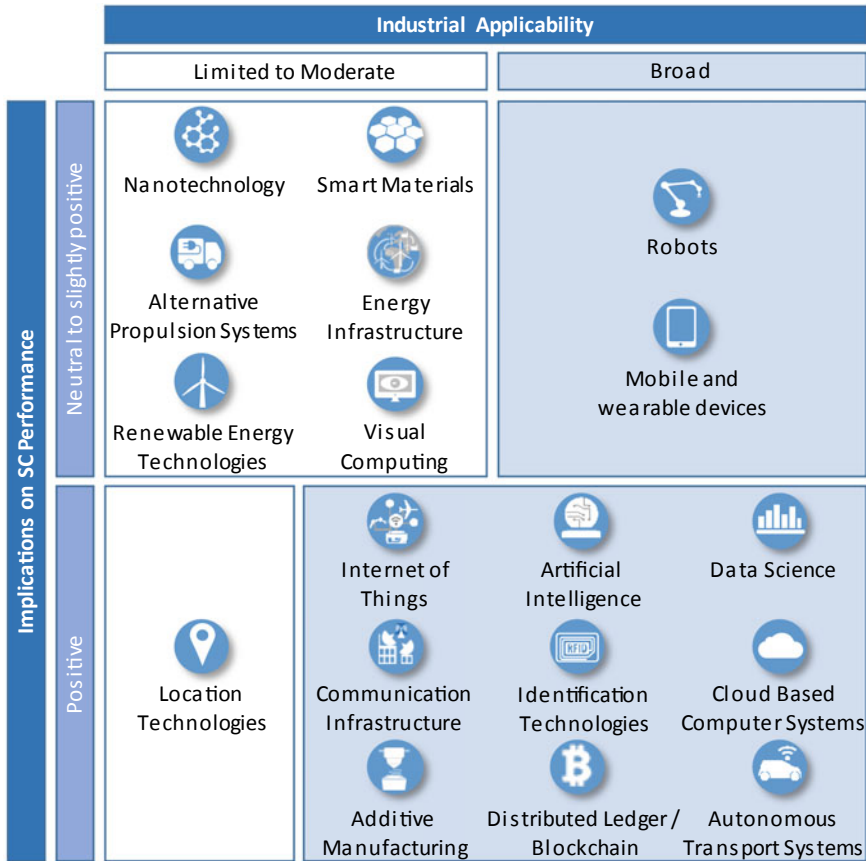 Industrial Applicability
Limited to Moderate
Broad
Implications on SC Performance
Neutral to slightly positive
Nanotechnology
Smart Materials
Robots
Alternative
Propulsion Systems
Energy
Infrastructure
Mobile and
wearable devices
Renewable Energy
Technologies
Visual
Computing
Positive
Location
Technologies
Internet of
Things
Artificial
Intelligence
Data Science
Communication
Infrastructure
RFID
Identification
Technologies
Cloud Based
Computer Systems
Additive
Manufacturing
Distributed Ledger /
Blockchain
Autonomous
Transport Systems